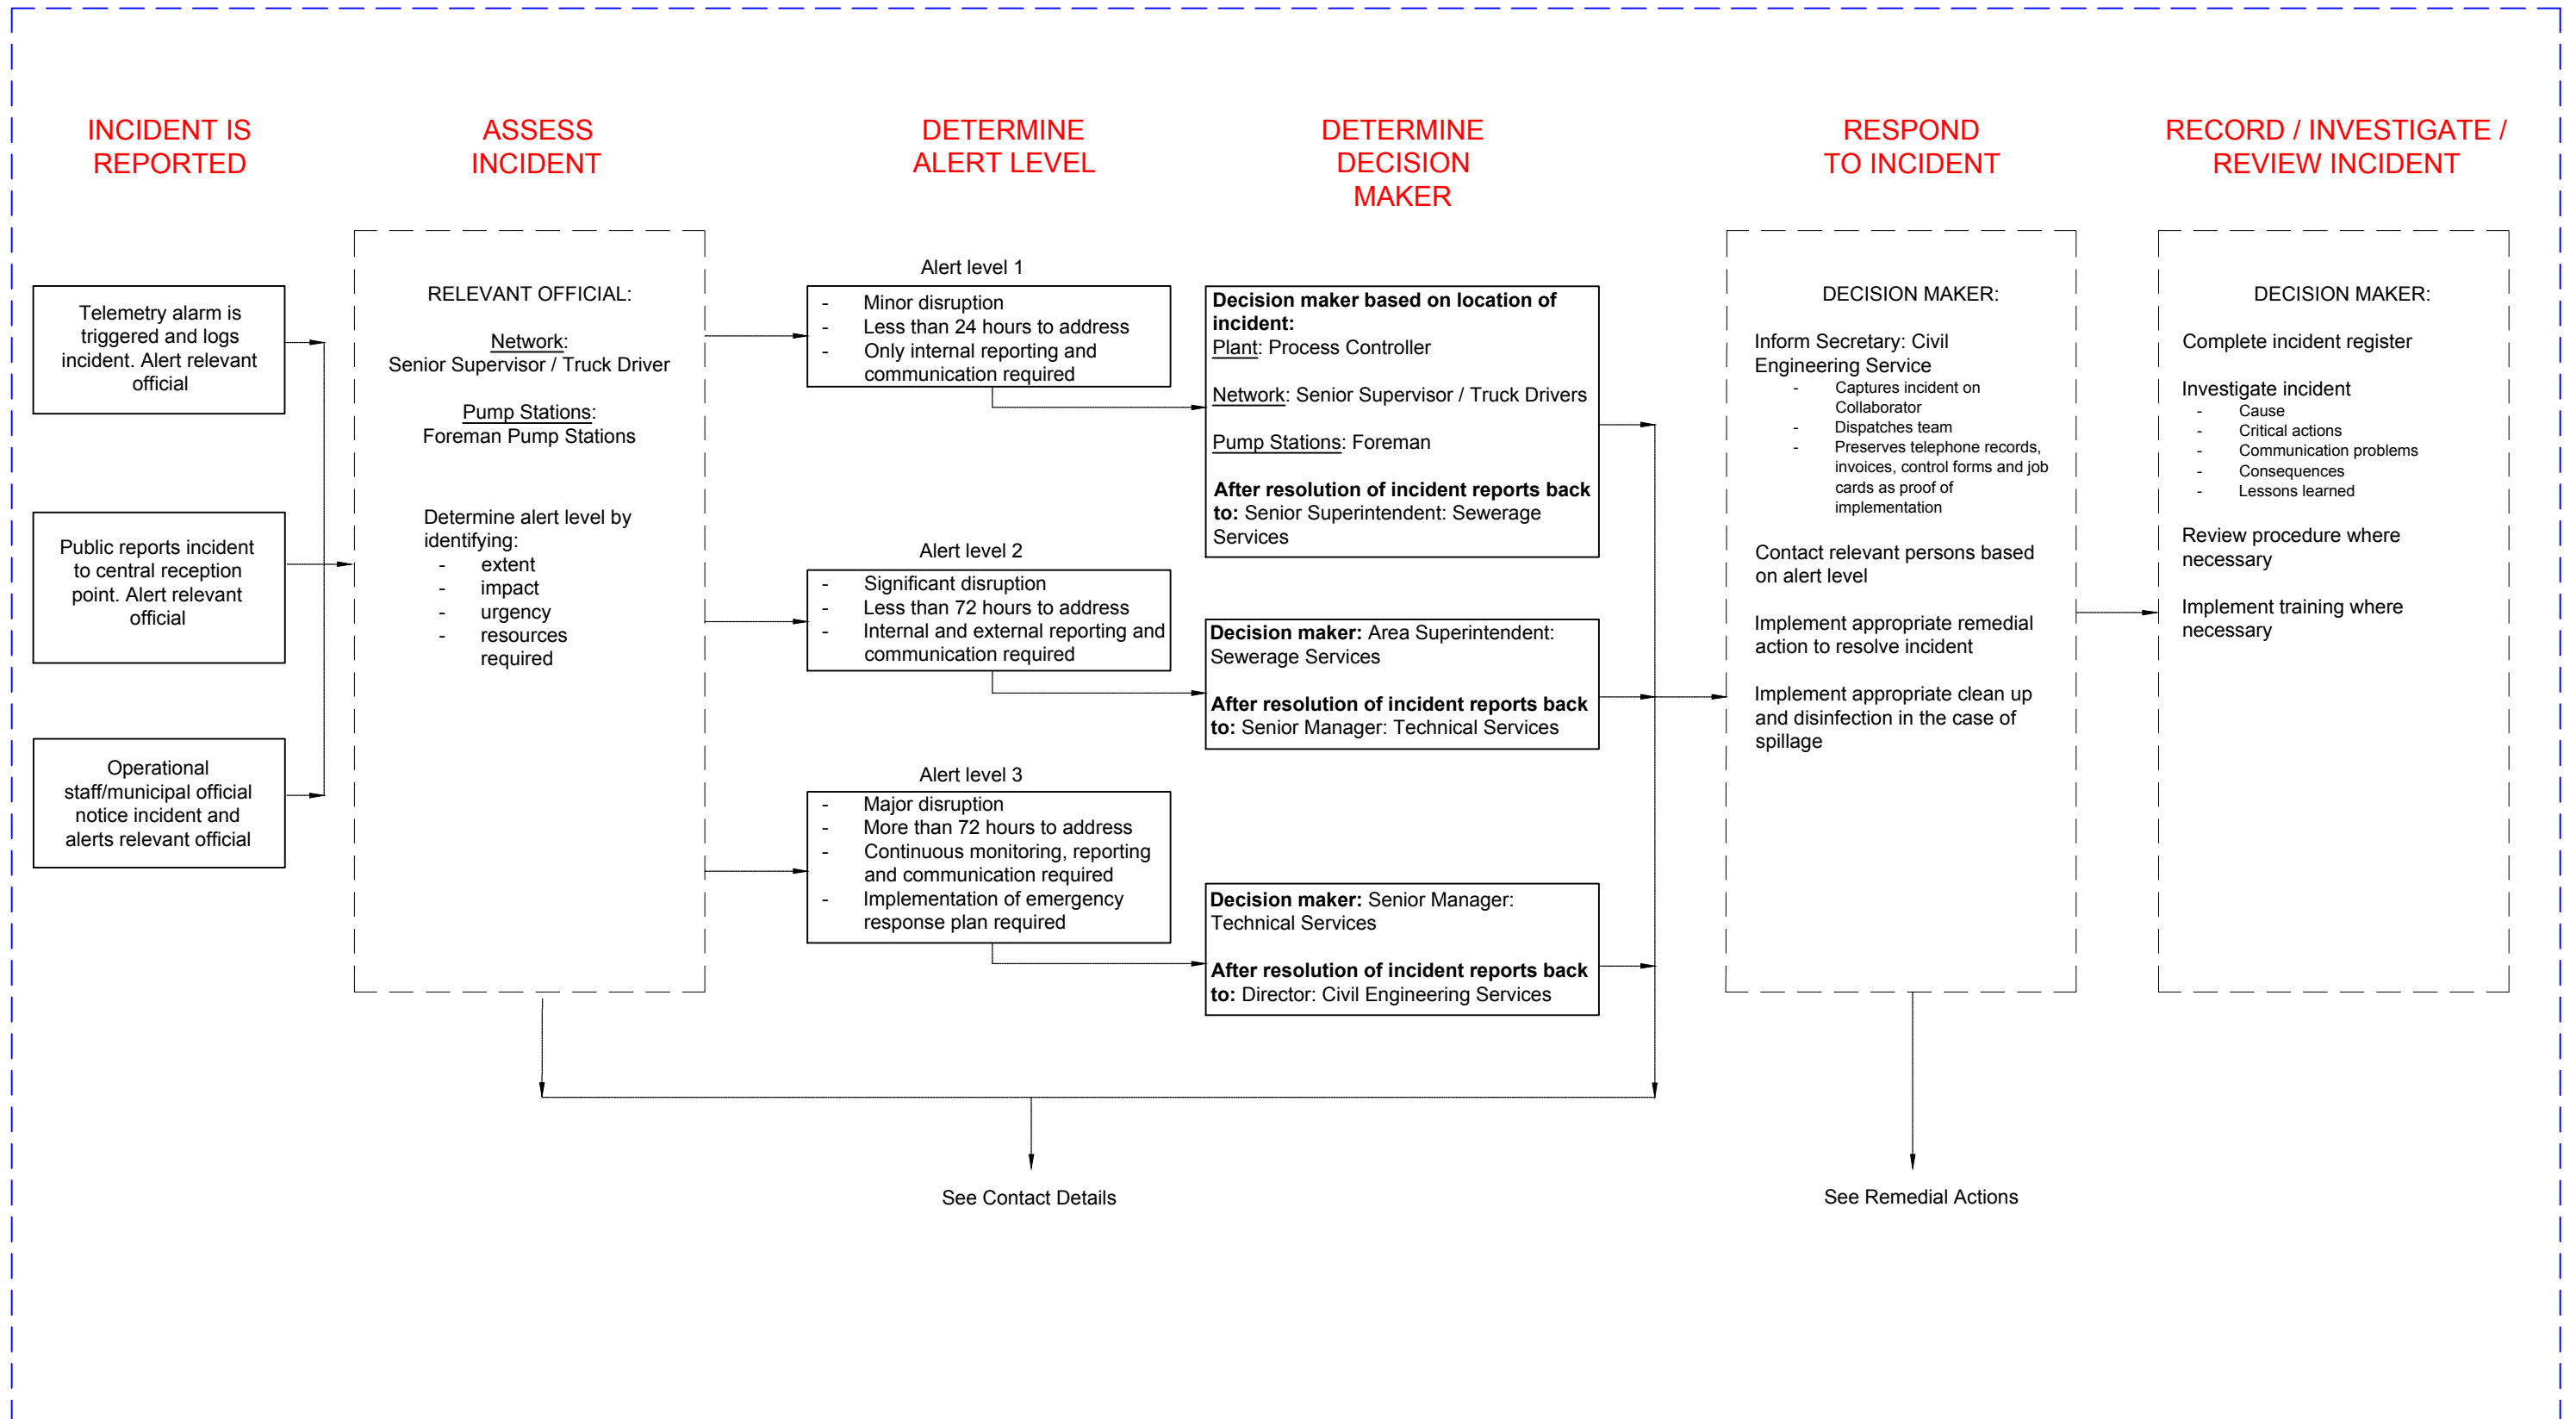 INCIDENT IS
REPORTED
ASSESS
INCIDENT
DETERMINE
ALERT LEVEL
DETERMINE
DECISION
MAKER
RESPOND
TO INCIDENT
RECORD / INVESTIGATE /
REVIEW INCIDENT
Telemetry alarm is
triggered and logs
incident. Alert relevant
official
Public reports incident
to central reception
point. Alert relevant
official
Operational
staff/municipal official
notice incident and
alerts relevant official
RELEVANT OFFICIAL:
Network:
Senior Supervisor / Truck Driver
Pump Stations:
Foreman Pump Stations
Determine alert level by
identifying:
- extent
- impact
- urgency
- resources
required
Alert level 1
- Minor disruption
- Less than 24 hours to address
- Only internal reporting and
communication required
Alert level 2
- Significant disruption
- Less than 72 hours to address
- Internal and external reporting and
communication required
Alert level 3
- Major disruption
- More than 72 hours to address
- Continuous monitoring, reporting
and communication required
- Implementation of emergency
response plan required
Decision maker based on location of
incident:
Plant: Process Controller
Network: Senior Supervisor / Truck Drivers
Pump Stations: Foreman
After resolution of incident reports back
to: Senior Superintendent: Sewerage
Services
Decision maker: Area Superintendent:
Sewerage Services
After resolution of incident reports back
to: Senior Manager: Technical Services
Decision maker: Senior Manager:
Technical Services
After resolution of incident reports back
to: Director: Civil Engineering Services
DECISION MAKER:
Inform Secretary: Civil
Engineering Service
- Captures incident on
Collaborator
- Dispatches team
- Preserves telephone records,
invoices, control forms and job
cards as proof of
implementation
Contact relevant persons based
on alert level
Implement appropriate remedial
action to resolve incident
Implement appropriate clean up
and disinfection in the case of
spillage
DECISION MAKER:
Complete incident register
Investigate incident
- Cause
- Critical actions
- Communication problems
- Consequences
- Lessons learned
Review procedure where
necessary
Implement training where
necessary
See Contact Details
See Remedial Actions